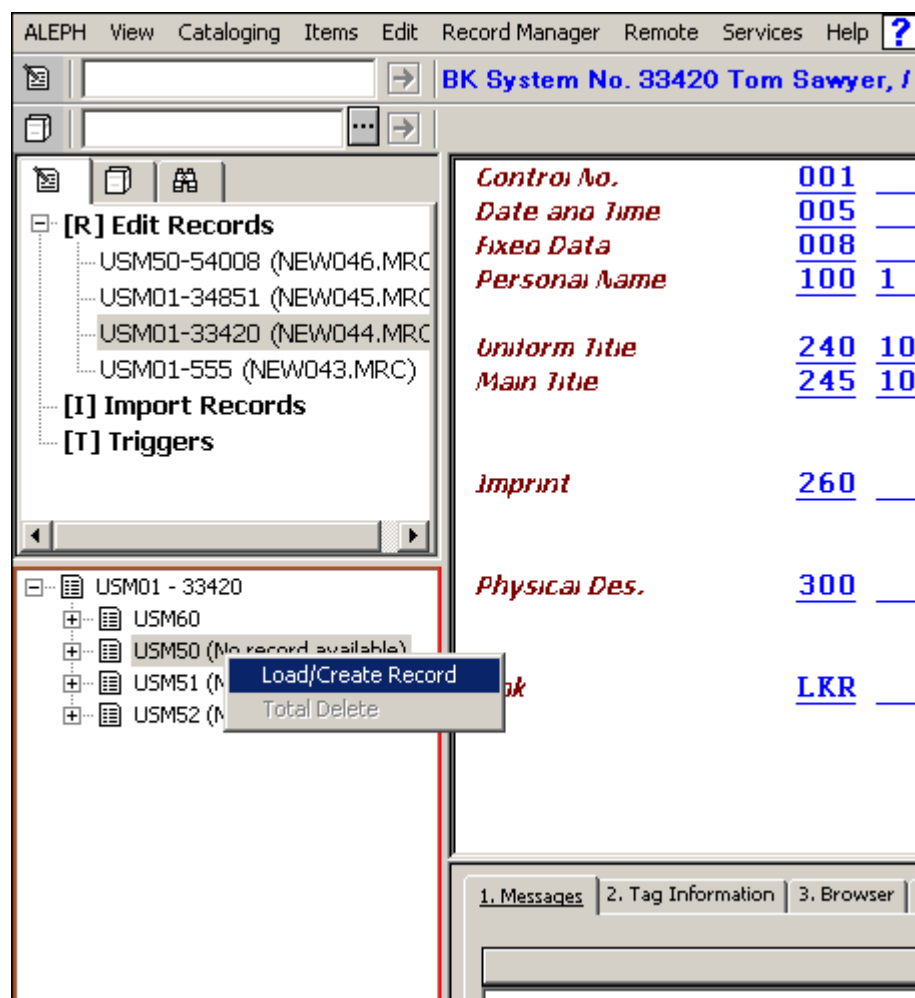 ALEPH View Cataloging Items Edit Record Manager Remote Services Help ?
BK System No. 33420 Tom Sawyer, /
...
[R] Edit Records
USM50-54008 (NEW046.MRC
USM01-34851 (NEW045.MRC
USM01-33420 (NEW044.MRC
USM01-555 (NEW043.MRC)
[I] Import Records
[T] Triggers
USM01 - 33420
USM60
USM50 (No record available)
USM51 (N
USM52 (N
Load/Create Record
Total Delete
Control No. 001
Date and Time 005
Fixed Data 008
Personal Name 100 1
Uniform Title 240 10
Main Title 245 10
Imprint 260
Physical Des. 300
LKR
1. Messages 2. Tag Information 3. Browser